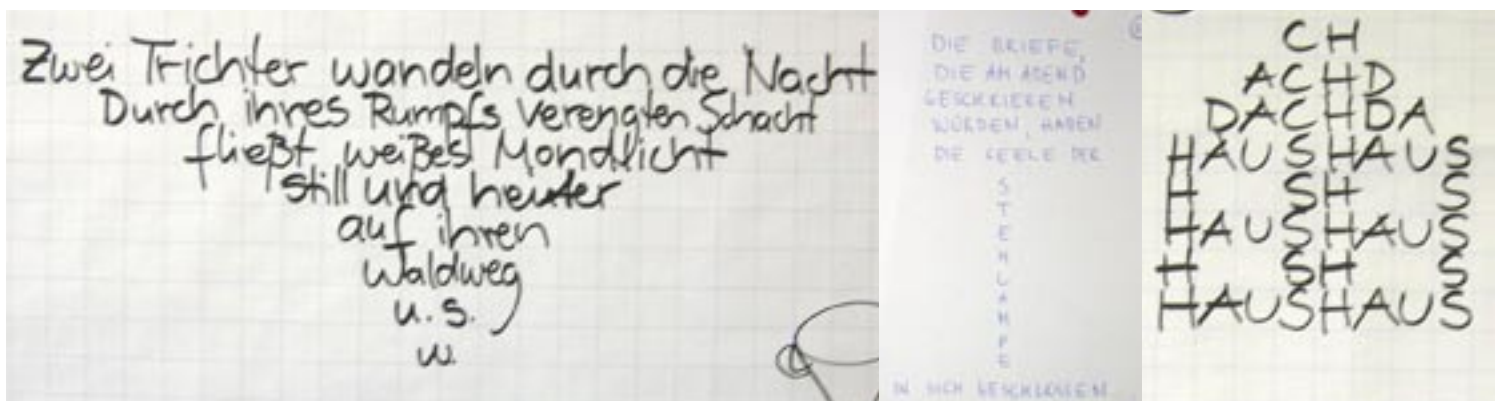 Zwei Trichter wandeln durch die Nacht
Durch ihres Rumpfs verengten Schacht
fließt weißes Mondlicht
still und heiter
auf ihren
Waldweg
u. s.
w.
DIE BRIEFE,
DIE AM ABEND
GESCHRIEBEN
WURDEN, HABEN
DIE SEELE DER
S
T
E
H
L
A
M
P
E
IN SICH GESCHLOSSEN
CH
ACHD
DACHDA
HAUSHAUS
H SH S
HAUSHAUS
H SH S
HAUSHAUS